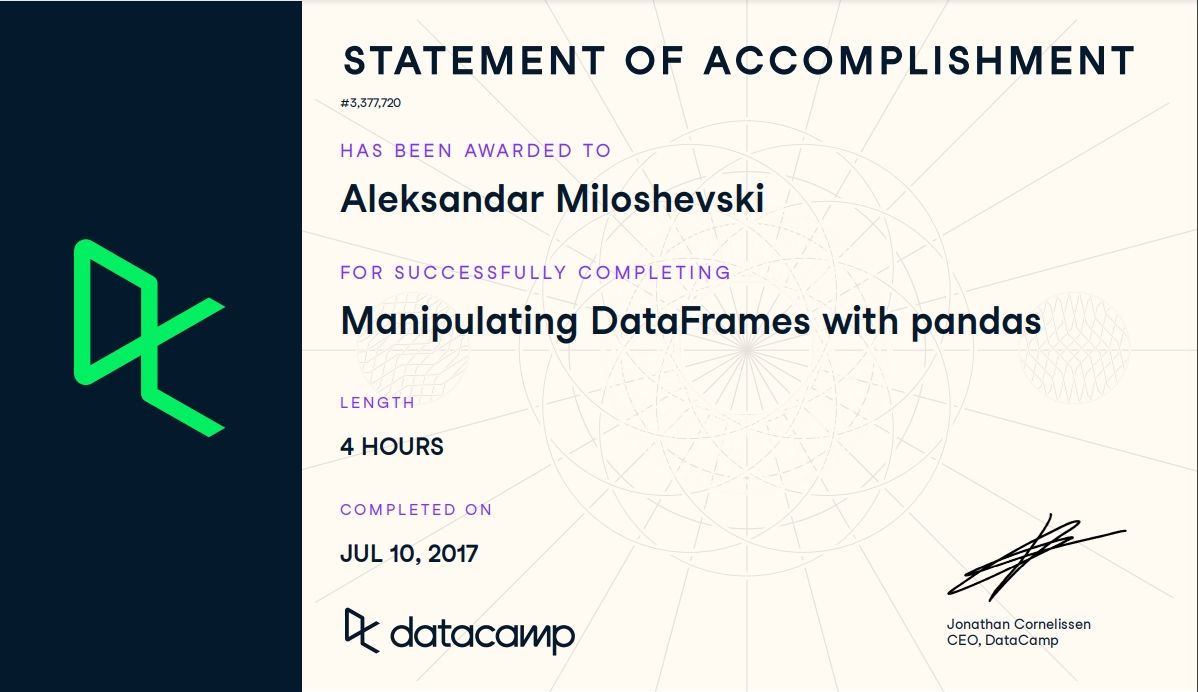 STATEMENT OF ACCOMPLISHMENT
#3,377,720
HAS BEEN AWARDED TO
Aleksandar Miloshevski
FOR SUCCESSFULLY COMPLETING
Manipulating DataFrames with pandas
LENGTH
4 HOURS
COMPLETED ON
JUL 10, 2017
datacamp
Jonathan Cornelissen
CEO, DataCamp